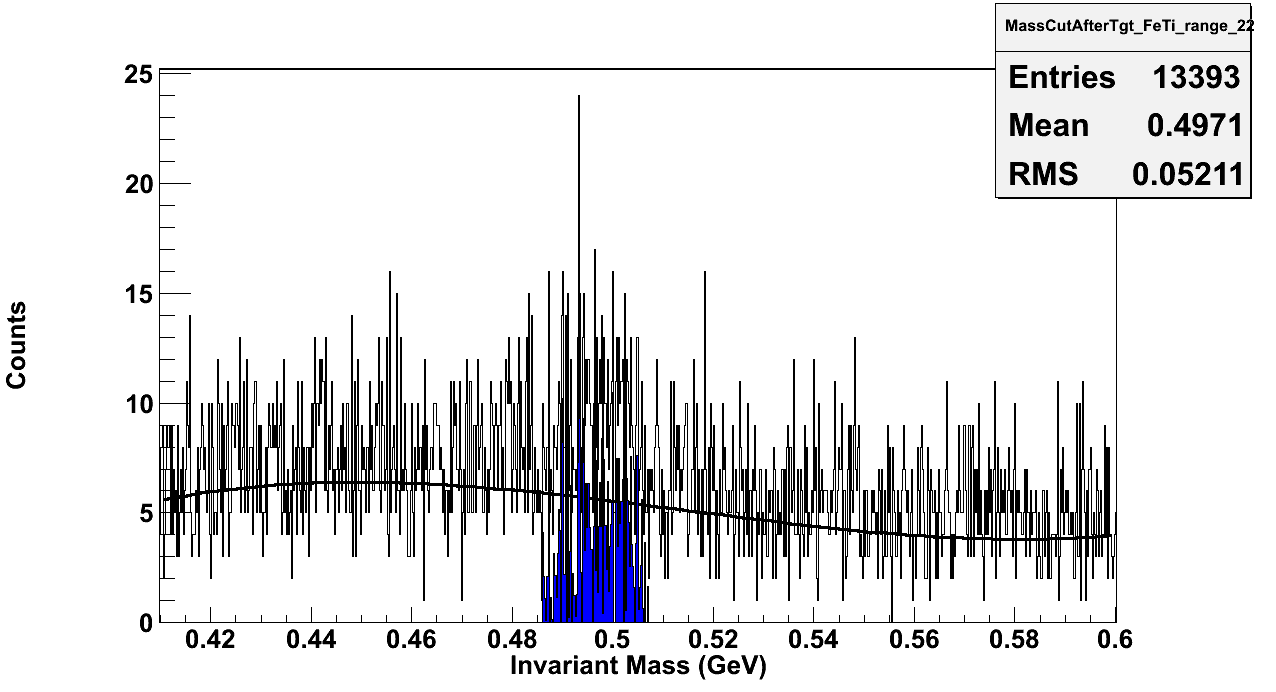 MassCutAfterTgt_FeTi_range_22
Entries 13393
Mean 0.4971
RMS 0.05211
25
20
15
10
5
0
Counts
0.42 0.44 0.46 0.48 0.5 0.52 0.54 0.56 0.58 0.6
Invariant Mass (GeV)